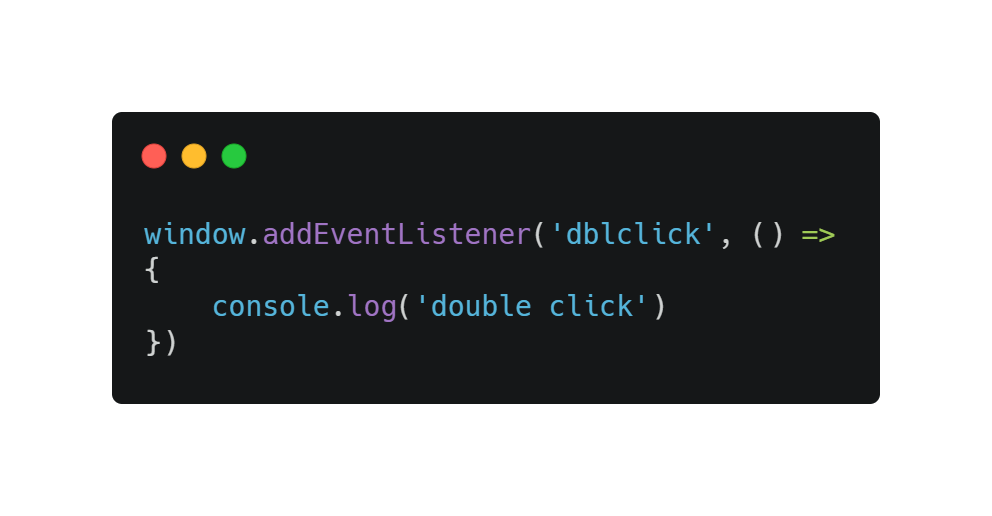 window.addEventListener('dblclick', () =>
{
    console.log('double click')
})